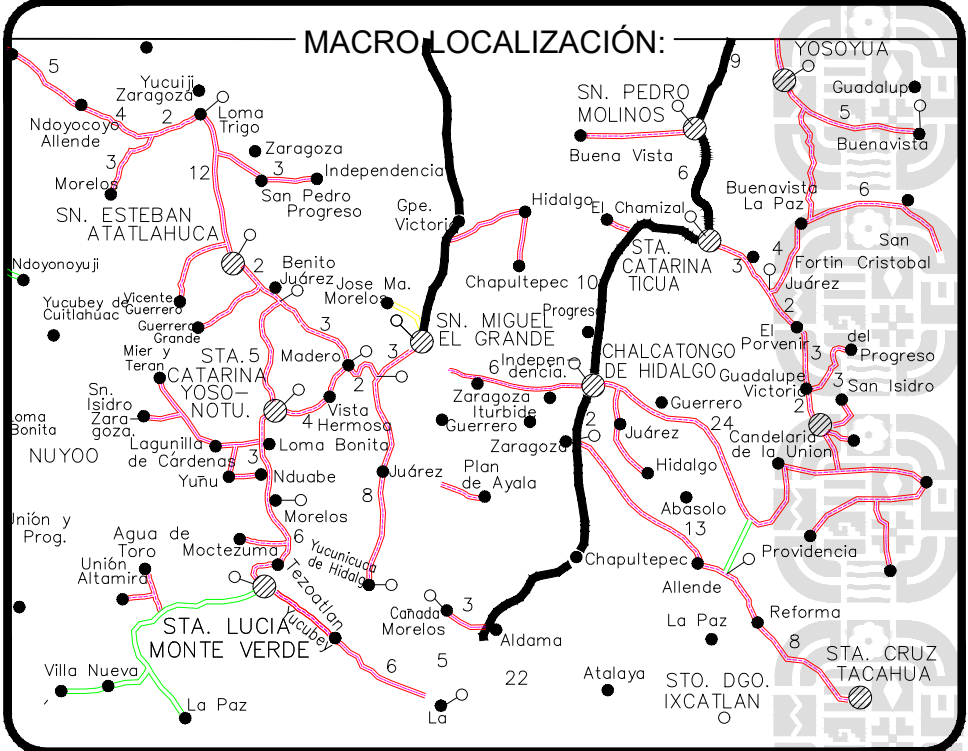 MACRO LOCALIZACIÓN:
5
Yucuiji
Zaragoza
Loma
Trigo
4
2
Ndoyocoyo
Allende
3
Morelos
12
Zaragoza
3
Independencia
San Pedro
Progreso
SN. ESTEBAN
ATATLAHUCA
2
Ndoyonoyuji
Benito
Juárez
Vicente
Guerrero
Yucubey de
Cuitlahuac
Guerrero
Grande
Jose Ma.
Morelos
Gpe.
Victoria
Hidalgo
Chapultepec
SN. MIGUEL
EL GRANDE
3
3
Madero
2
Mier y
Teran
STA.
5
CATARINA
YOSO-
NOTU.
4
Vista
Hermosa
Sn.
Isidro
Zara-
goza
Loma
Bonita
NUYOO
Lagunilla
de Cárdenas
3
Loma Bonita
Yuñu
Nduabe
Morelos
Juárez
8
Unión y
Prog.
Agua de
Toro
Moctezuma
6
Unión
Altamira
Yucunicuca
de Hidalgo
Tezoatlan
Yucubey
STA. LUCIA
MONTE VERDE
6
Villa Nueva
La Paz
5
La
Cañada
Morelos
3
Aldama
22
9
SN. PEDRO
MOLINOS
Buena Vista
6
El Chamizal
STA.
CATARINA
TICUA
10
Progreso
3
YOSOYUA
Guadalup
5
Buenavista
Buenavista
La Paz
6
San
Cristobal
4
Fortin
Juárez
2
El
Porvenir
3
del
Progreso
Guadalupe
Victoria
3
San Isidro
2
CHALCATONGO
DE HIDALGO
6
Independencia.
Zaragoza
Iturbide
Guerrero
2
Zaragoza
Guerrero
24
Juárez
Candelaria
de la Union
Hidalgo
Plan
de Ayala
Abasolo
13
Providencia
Chapultepec
Allende
La Paz
Reforma
8
Atalaya
STO. DGO.
IXCATLAN
STA. CRUZ
TACAHUA